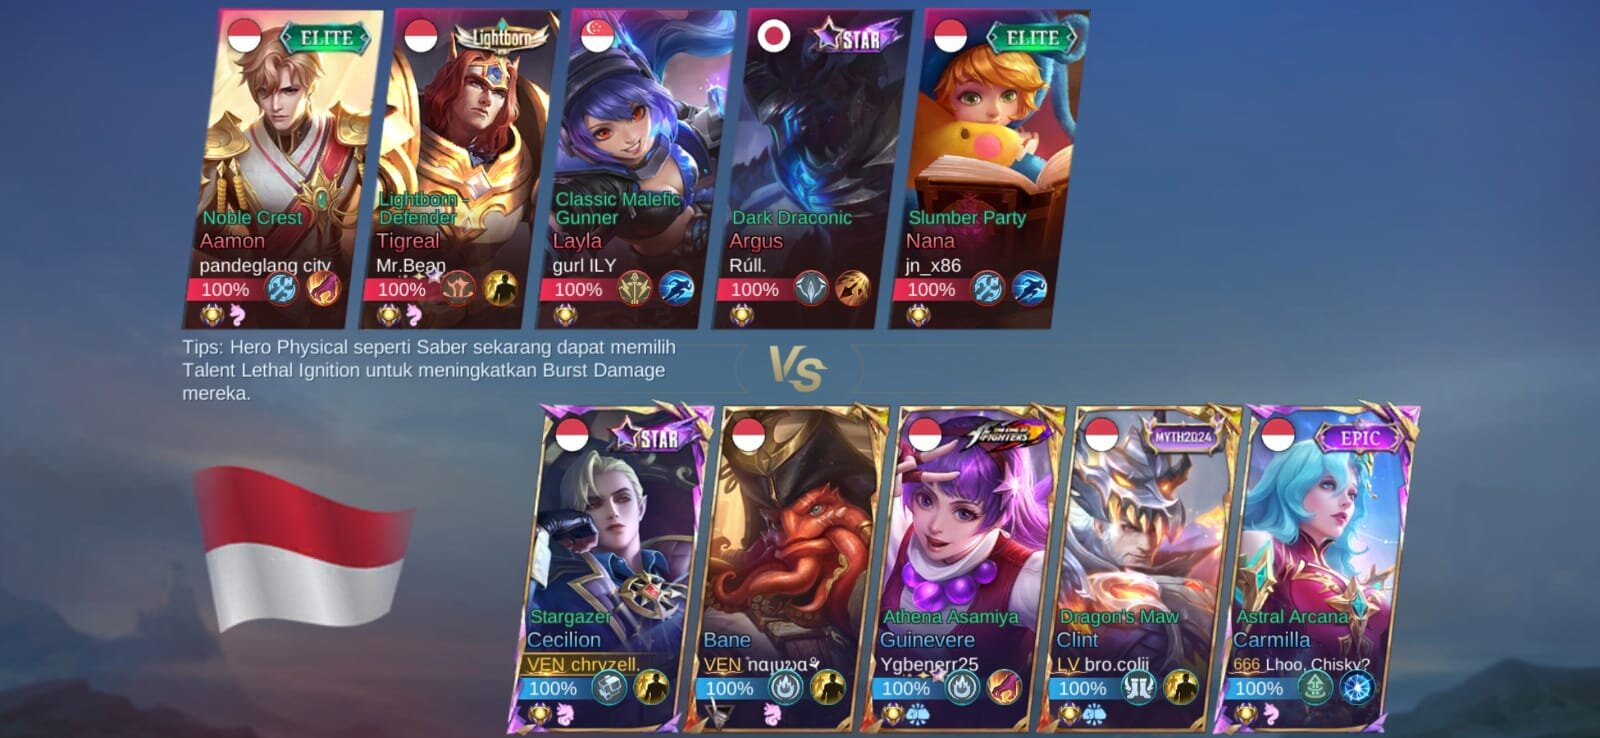 ELITE
Noble Crest
Aamon
pandeglang city
100%
Lightborn
Lightborn -
Defender
Tigreal
Mr.Bean
100%
Classic Malefic
Gunner
Layla
gurl ILY
100%
STAR
Dark Draconic
Argus
Rúll.
100%
ELITE
Slumber Party
Nana
jn_x86
100%
Tips: Hero Physical seperti Saber sekarang dapat memilih
Talent Lethal Ignition untuk meningkatkan Burst Damage
mereka.
VS
STAR
Stargazer
Cecilion
VEN chryzell.
100%
Bane
VEN
100%
THE KING OF
FIGHTERS
Athena Asamiya
Guinevere
Ygbenerr25
100%
MYTH2024
Dragon's Maw
Clint
LV bro.colii
100%
EPIC
Astral Arcana
Carmilla
666 Lhoo, Chisky?
100%